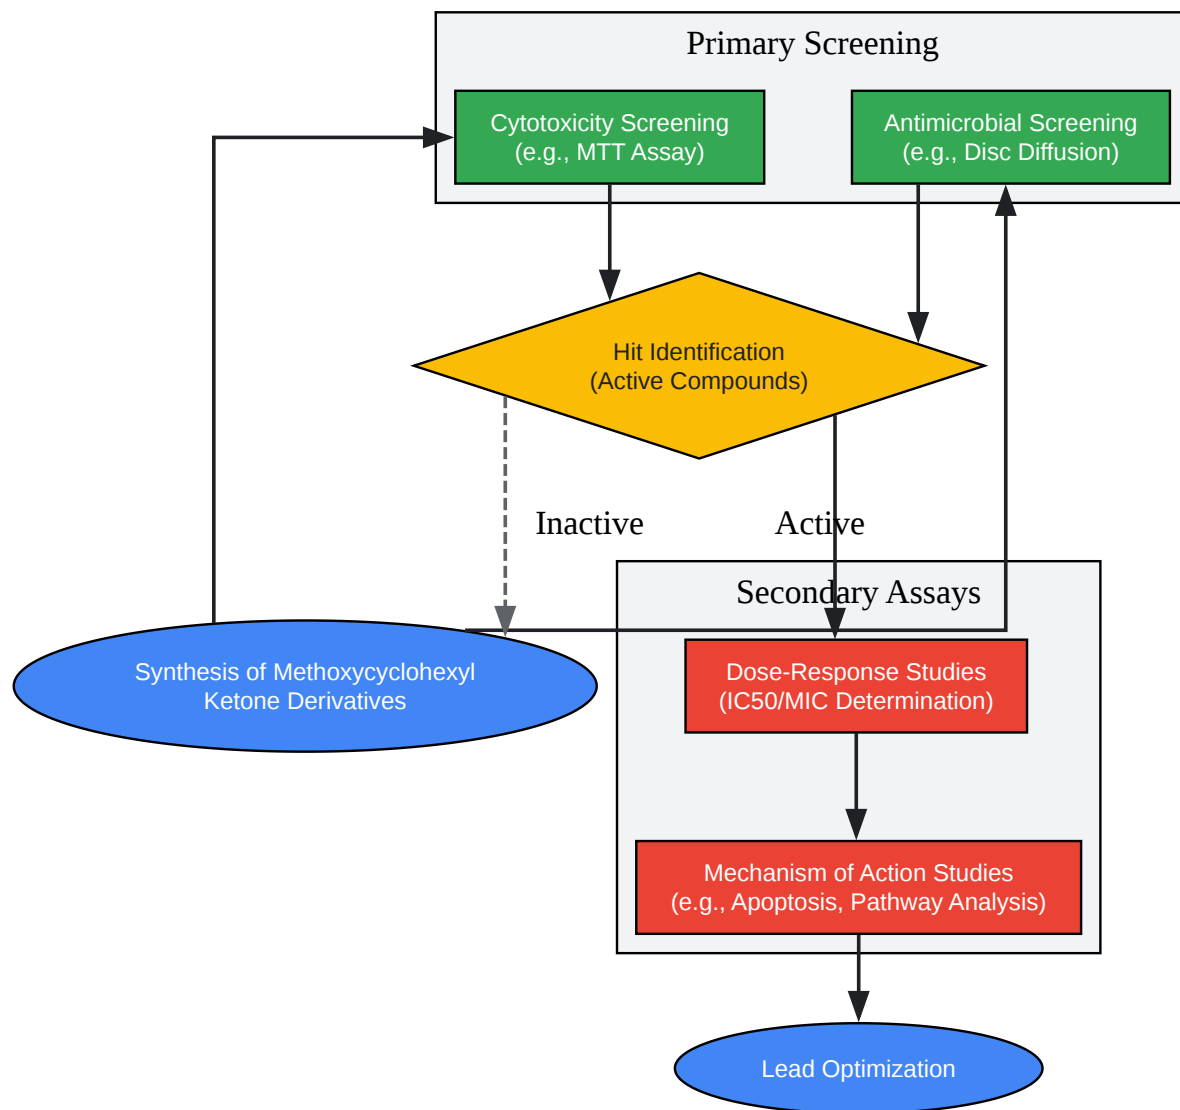 Primary Screening
Cytotoxicity Screening
(e.g., MTT Assay)
Antimicrobial Screening
(e.g., Disc Diffusion)
Hit Identification
(Active Compounds)
Inactive
Active
Secondary Assays
Synthesis of Methoxycyclohexyl
Ketone Derivatives
Dose-Response Studies
(IC50/MIC Determination)
Mechanism of Action Studies
(e.g., Apoptosis, Pathway Analysis)
Lead Optimization